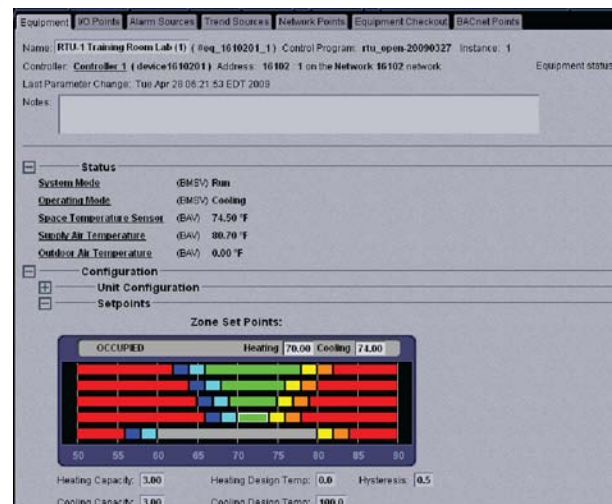 Equipment I/O Points Alarm Sources Trend Sources Network Points Equipment Checkout BACnet Points
Name: RTU-1 Training Room Lab (1) ( #eq_1610201_1 ) Control Program: rtu_open-20090327 Instance: 1
Controller: Controller 1 ( device1610201 ) Address: 16102 : 1 on the Network 16102 network Equipment status
Last Parameter Change: Tue Apr 28 06:21:53 EDT 2009
Notes:
Status
System Mode (BMSV) Run
Operating Mode (BMSV) Cooling
Space Temperature Sensor (BAV) 74.50 °F
Supply Air Temperature (BAV) 80.70 °F
Outdoor Air Temperature (BAV) 0.00 °F
Configuration
Unit Configuration
Setpoints
Zone Set Points:
OCCUPIED Heating 70.00 Cooling 74.00
50 55 60 65 70 75 80 85 90
Heating Capacity: 3.00 Heating Design Temp: 0.0 Hysteresis: 0.5
Cooling Capacity: 3.00 Cooling Design Temp: 100.0